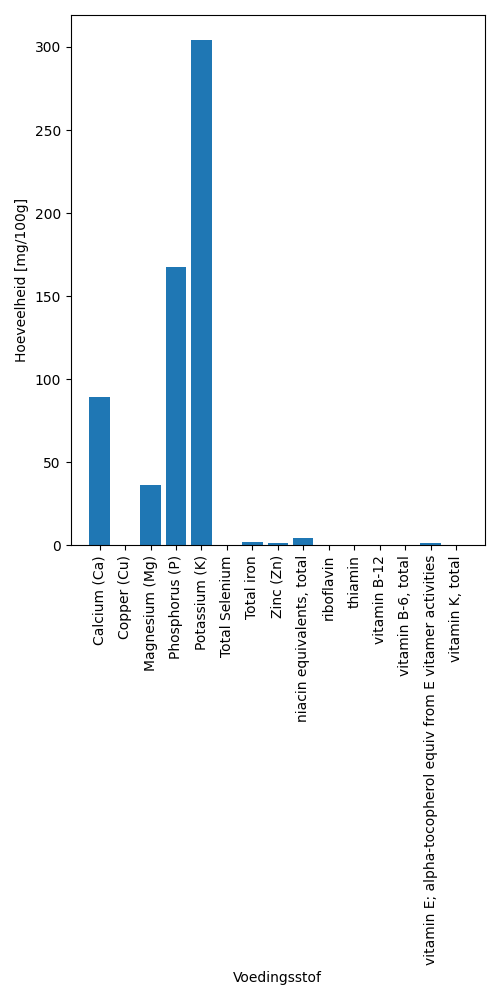 300
250
200
150
100
50
0
Hoeveelheid [mg/100g]
Calcium (Ca)
Copper (Cu)
Magnesium (Mg)
Phosphorus (P)
Potassium (K)
Total Selenium
Total iron
Zinc (Zn)
niacin equivalents, total
riboflavin
thiamin
vitamin B-12
vitamin B-6, total
vitamin E; alpha-tocopherol equiv from E vitamer activities
vitamin K, total
Voedingsstof